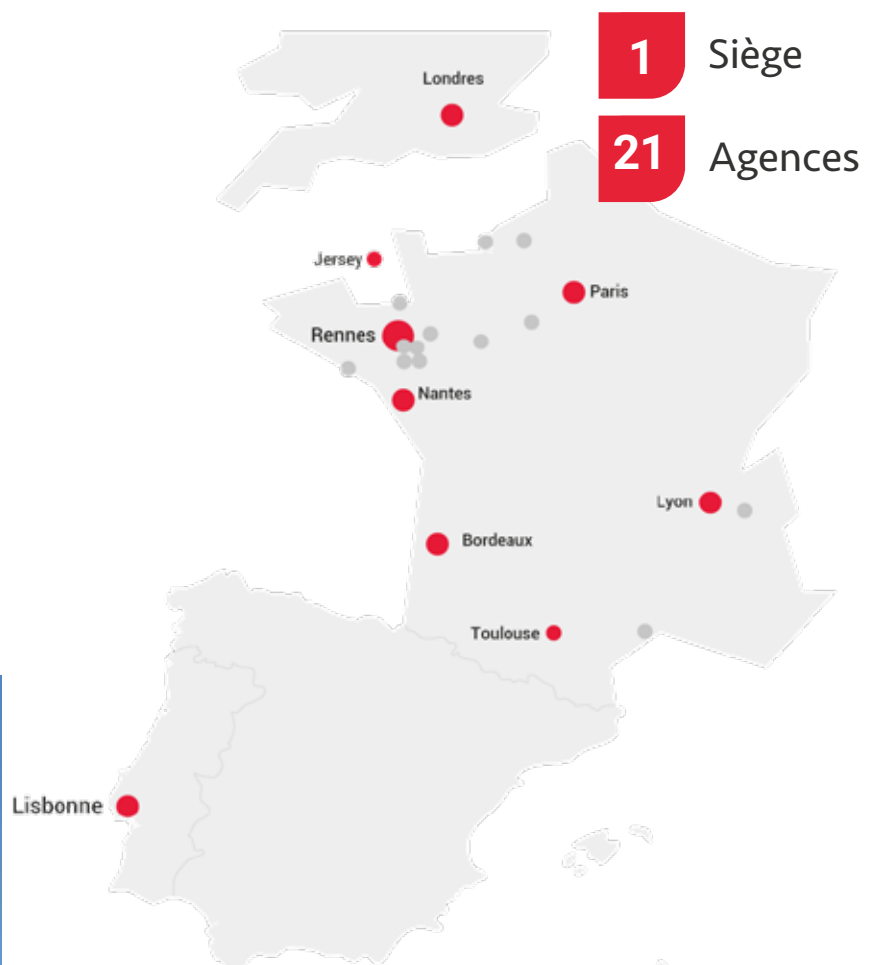 1 Siège
21 Agences
Londres
Jersey
Paris
Rennes
Nantes
Lyon
Bordeaux
Toulouse
Lisbonne